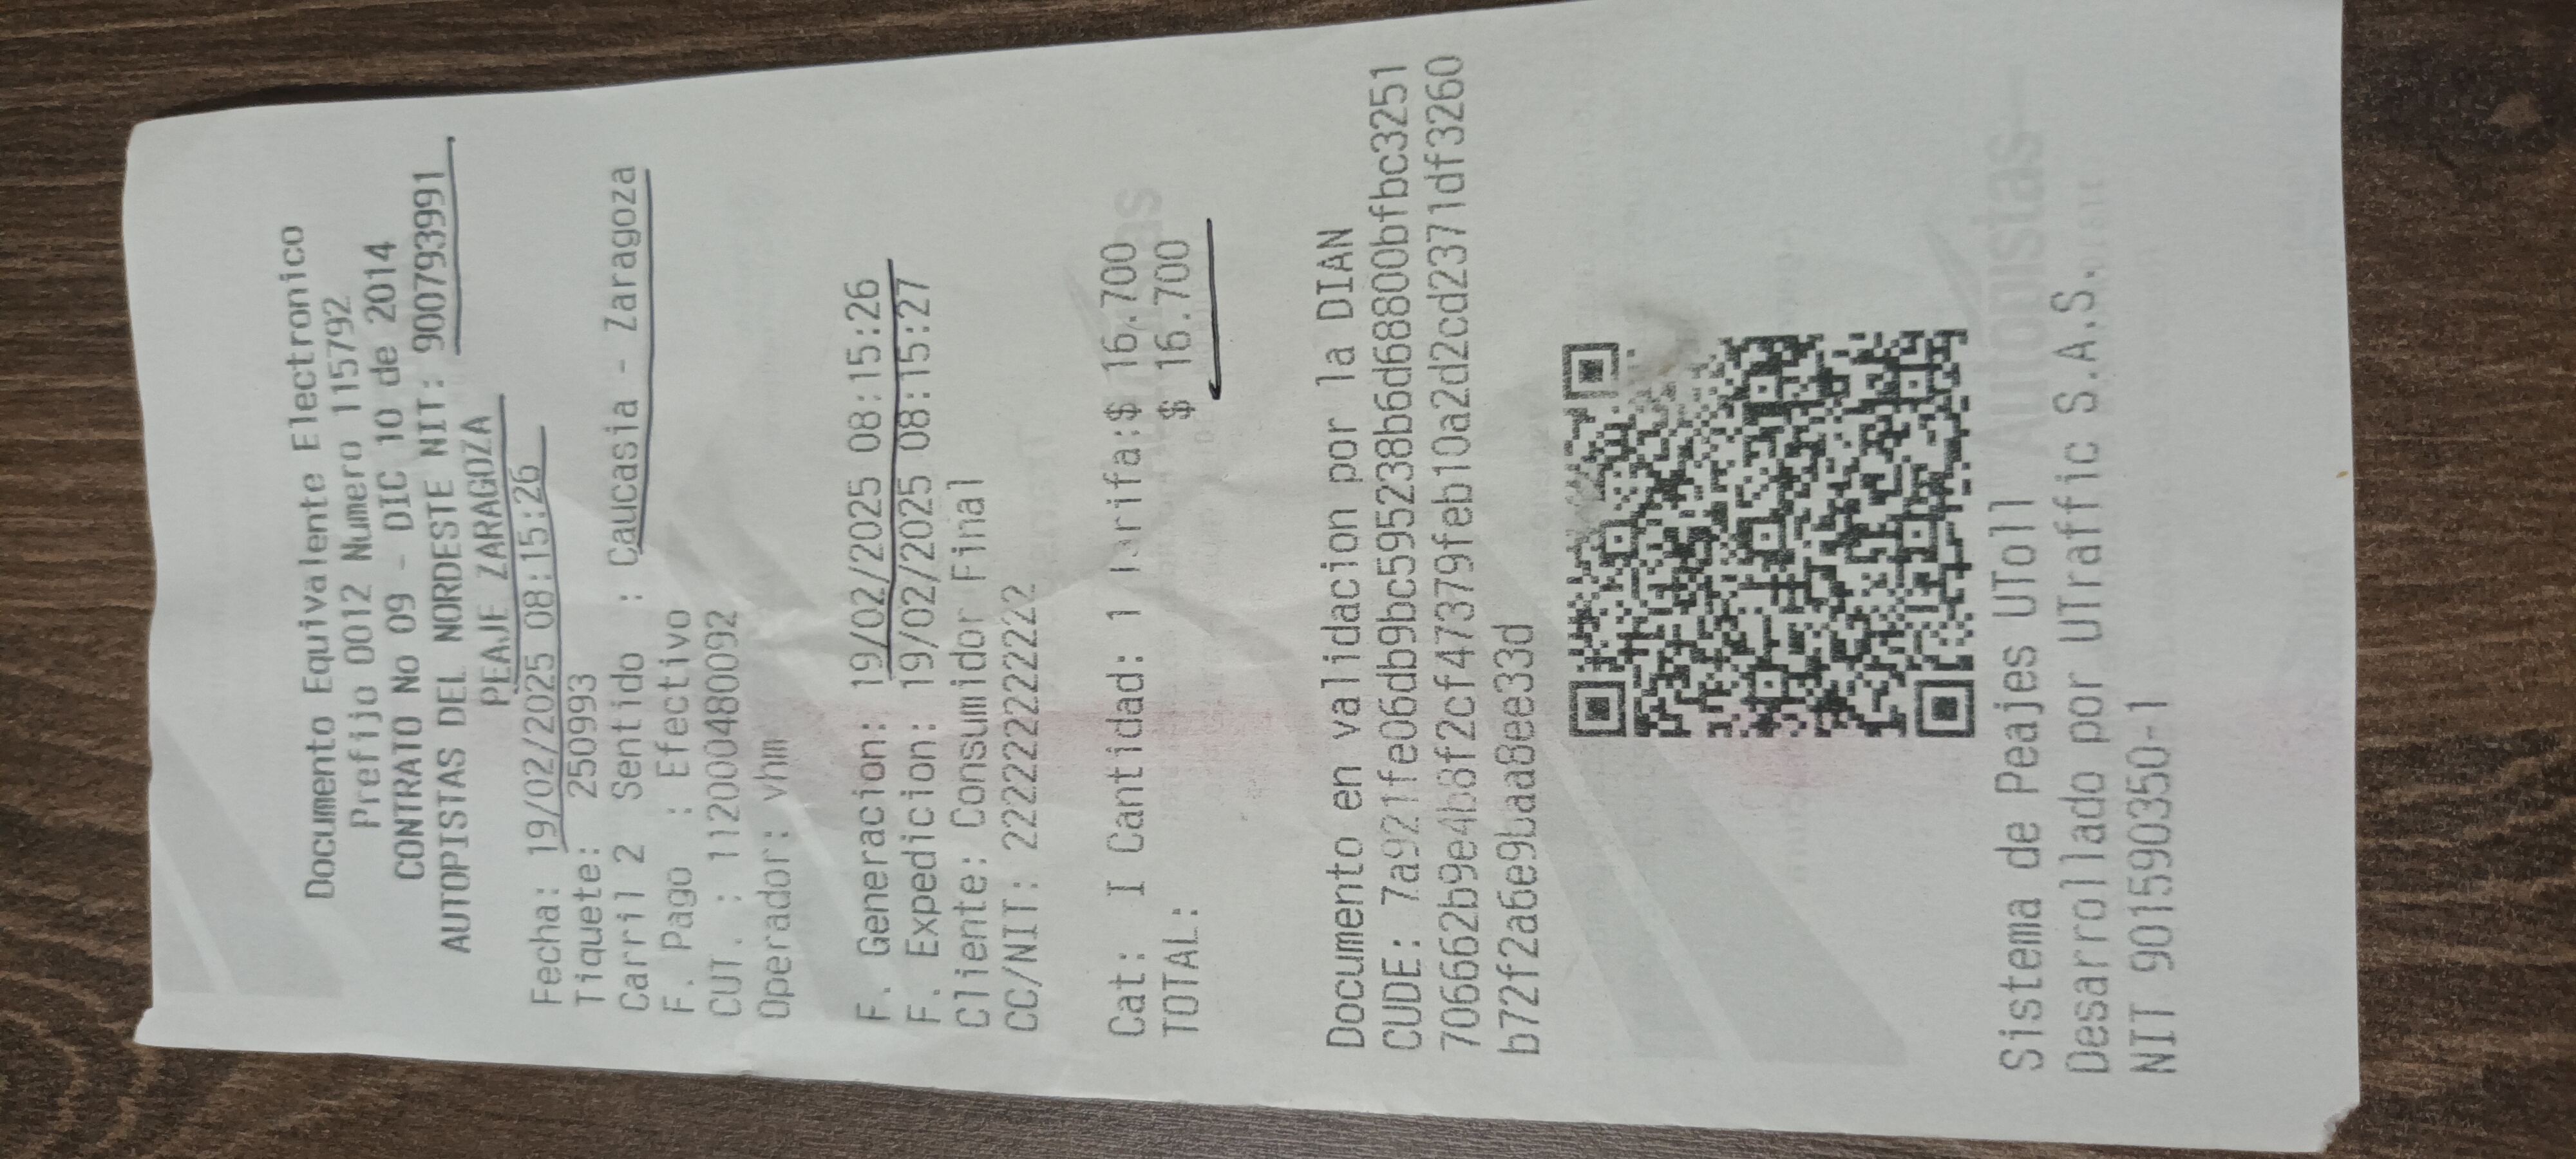 Documento Equivalente Electronico
Prefijo 0012 Numero 115792
CONTRATO No 09 - DIC 10 de 2014
AUTOPISTAS DEL NORDESTE NIT: 9007939991
PEAJE ZARAGOZA
Fecha: 19/02/2025 08:15:26
Tiquete: 250993
Carril 2 Sentido : Caucasia - Zaragoza
F. Pago : Efectivo
CUT. : 112000480092
Operador: vhm
F. Generacion: 19/02/2025 08:15:26
F. Expedicion: 19/02/2025 08:15:27
Cliente: Consumidor Final
CC/NIT: 222222222222
Cat: I Cantidad: 1 Tarifa:$ 16.700
TOTAL: $ 16.700
Documento en validacion por la DIAN
CUDE: 7a921fe06db9bc595238b6d68800bfbc3251
706662b9e4b8f2cf47379feb10a2d2cd2371df3260
b72f2a6e9baa8ee33d
Sistema de Peajes UToll
Desarrollado por UTraffic S.A.S.
NIT 901590350-1
Autopistas